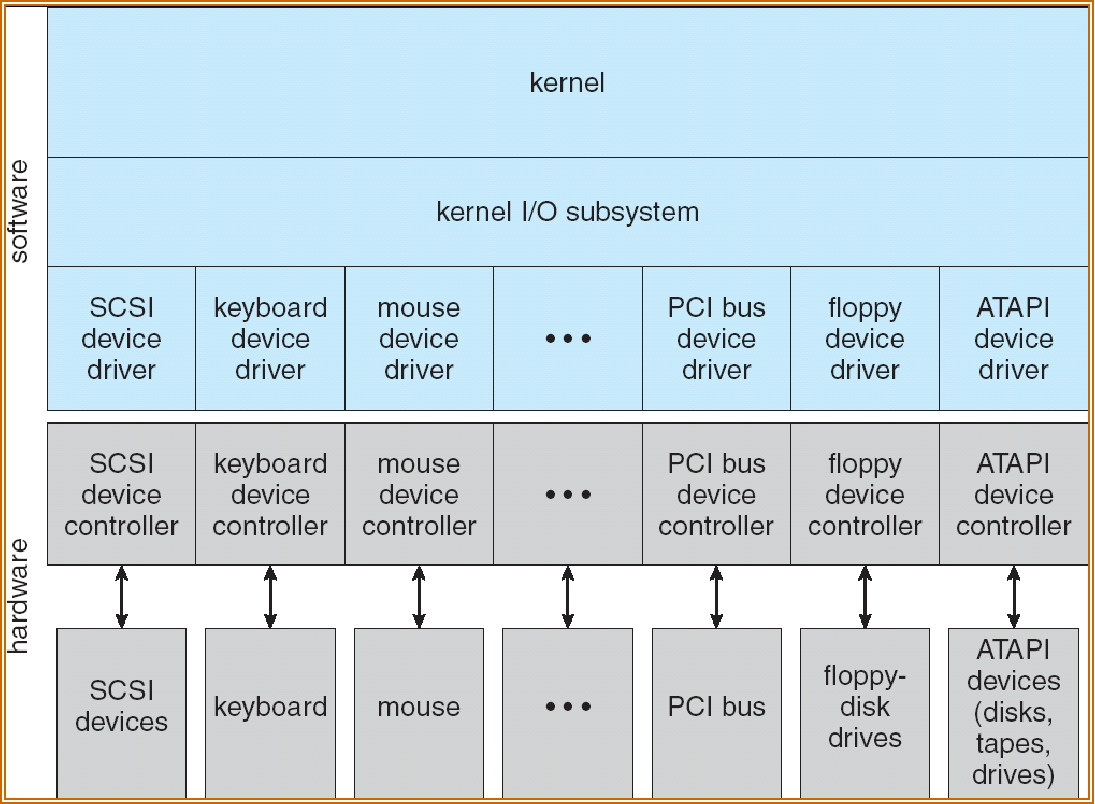 software
kernel
kernel I/O subsystem
SCSI
device
driver
keyboard
device
driver
mouse
device
driver
•••
PCI bus
device
driver
floppy
device
driver
ATAPI
device
driver
hardware
SCSI
device
controller
keyboard
device
controller
mouse
device
controller
•••
PCI bus
device
controller
floppy
device
controller
ATAPI
device
controller
SCSI
devices
keyboard
mouse
•••
PCI bus
floppy-
disk
drives
ATAPI
devices
(disks,
tapes,
drives)